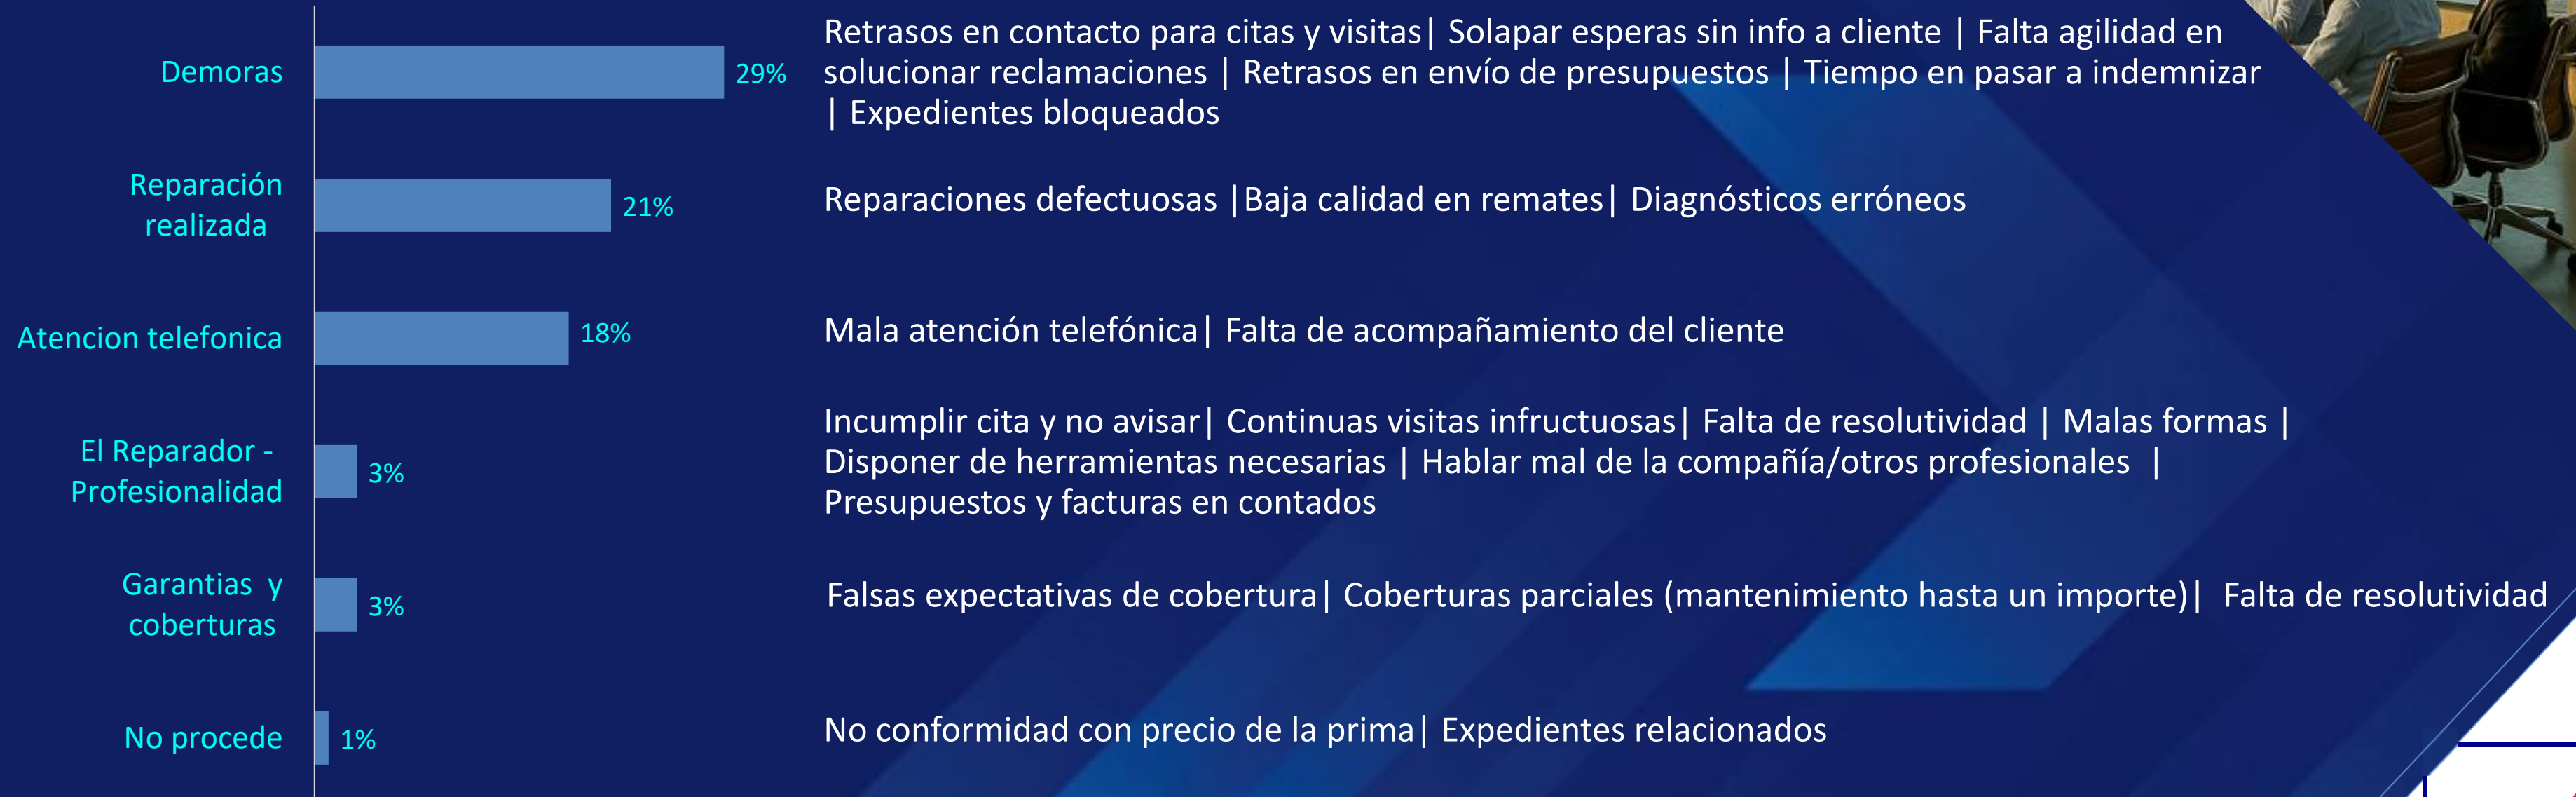 Demoras
29%
Retrasos en contacto para citas y visitas| Solapar esperas sin info a cliente | Falta agilidad en
solucionar reclamaciones | Retrasos en envío de presupuestos | Tiempo en pasar a indemnizar
| Expedientes bloqueados
Reparación
realizada
21%
Reparaciones defectuosas |Baja calidad en remates| Diagnósticos erróneos
Atencion telefonica
18%
Mala atención telefónica| Falta de acompañamiento del cliente
El Reparador -
Profesionalidad
3%
Incumplir cita y no avisar| Continuas visitas infructuosas| Falta de resolutividad | Malas formas |
Disponer de herramientas necesarias | Hablar mal de la compañía/otros profesionales |
Presupuestos y facturas en contados
Garantias y
coberturas
3%
Falsas expectativas de cobertura| Coberturas parciales (mantenimiento hasta un importe)| Falta de resolutividad
No procede
1%
No conformidad con precio de la prima| Expedientes relacionados